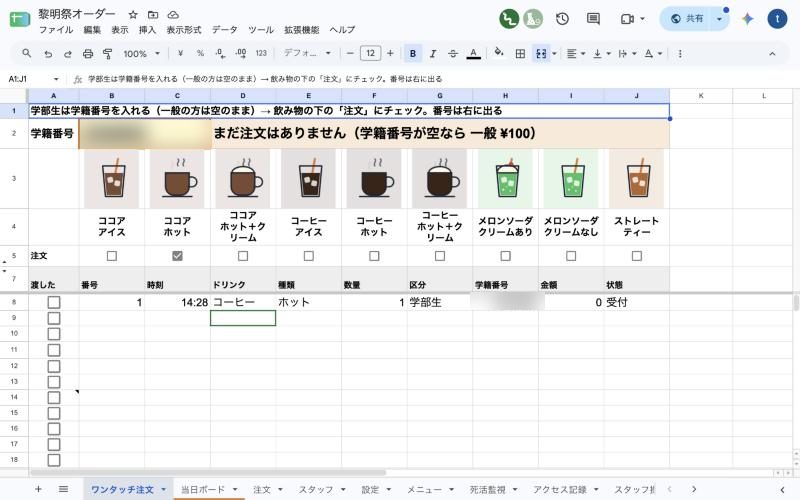 黎明祭オーダー
ファイル 編集 表示 挿入 表示形式 データ ツール 拡張機能 ヘルプ
共有
t
100% ¥ % .0 .00 123 デフォ... − 12 + B I S A
A1:J1 fx 学部生は学籍番号を入れる（一般の方は空のまま）→ 飲み物の下の「注文」にチェック。番号は右に出る
A B C D E F G H I J K L
1 学部生は学籍番号を入れる（一般の方は空のまま）→ 飲み物の下の「注文」にチェック。番号は右に出る
2 学籍番号 まだ注文はありません（学籍番号が空なら 一般 ¥100）
3
4 ココア アイス ココア ホット ココア ホット＋クリーム コーヒー アイス コーヒー ホット コーヒー ホット＋クリーム メロンソーダ クリームあり メロンソーダ クリームなし ストレート ティー
5 注文
7 渡した 番号 時刻 ドリンク 種類 数量 区分 学籍番号 金額 状態
8 1 14:28 コーヒー ホット 1 学部生 0 受付
9
10
11
12
13
14
15
16
17
18
+ ワンタッチ注文 当日ボード 注文 スタッフ 設定 メニュー 死活監視 アクセス記録 スタッフ